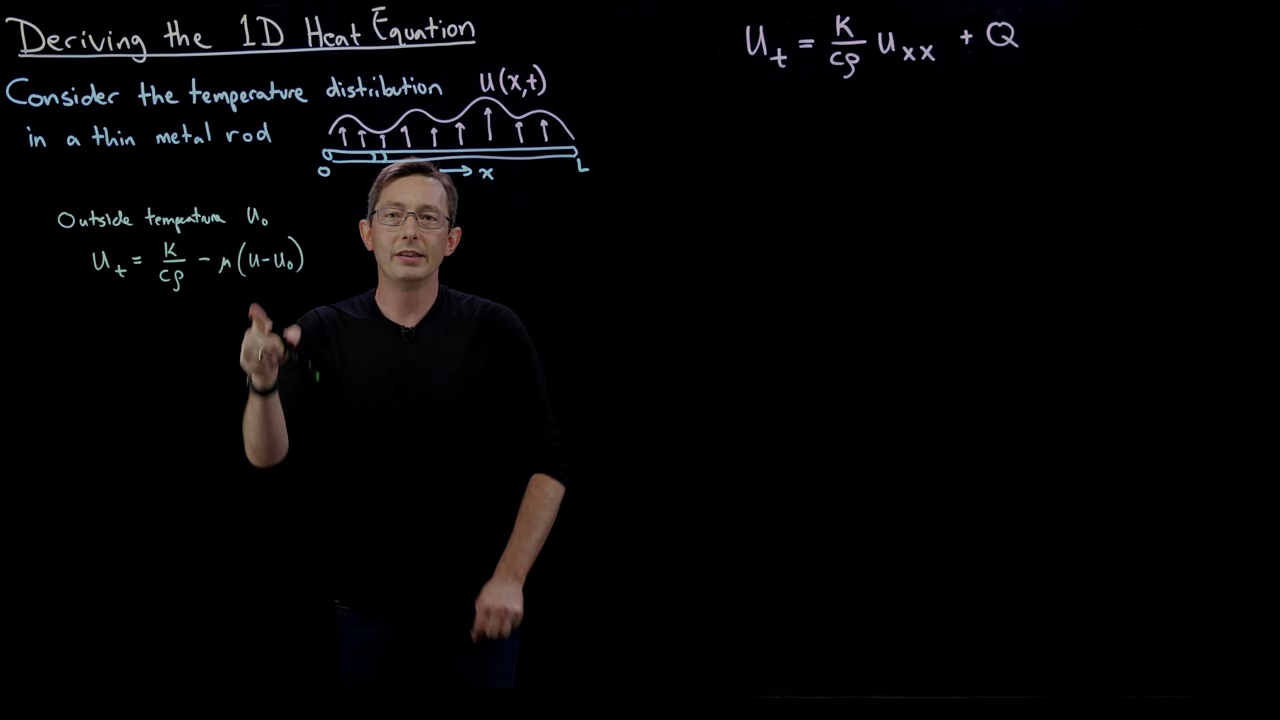 Deriving the 1D Heat Equation
Consider the temperature distribution u(x,t)
in a thin metal rod
0 → x L
Outside temperature u₀
u_t = K/cρ - μ(u-u₀)
u_t = K/cρ u_xx + Q